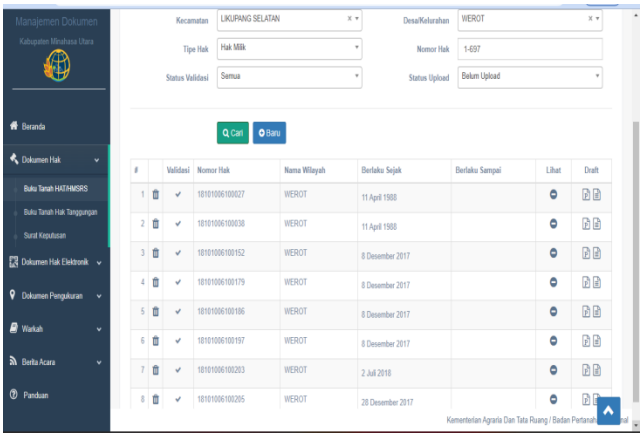 Manajemen Dokumen
Kabupaten Minahasa Utara
Kecamatan LIKUPANG SELATAN x Desa/Kelurahan WEROT x
Tipe Hak Hak Milik Nomor Hak 1-697
Status Validasi Semua Status Upload Belum Upload
Cari Baru
Beranda
Dokumen Hak
Buku Tanah HAT/HMSRS
Buku Tanah Hak Tanggungan
Surat Keputusan
Dokumen Hak Elektronik
Dokumen Pengukuran
Warkah
Berita Acara
Panduan
# Validasi Nomor Hak Nama Wilayah Berlaku Sejak Berlaku Sampai Lihat Draft
1 18101006100027 WEROT 11 April 1988
2 18101006100038 WEROT 11 April 1988
3 18101006100152 WEROT 8 Desember 2017
4 18101006100179 WEROT 8 Desember 2017
5 18101006100186 WEROT 8 Desember 2017
6 18101006100197 WEROT 8 Desember 2017
7 18101006100203 WEROT 2 Juli 2018
8 18101006100205 WEROT 28 Desember 2017
Kementerian Agraria Dan Tata Ruang / Badan